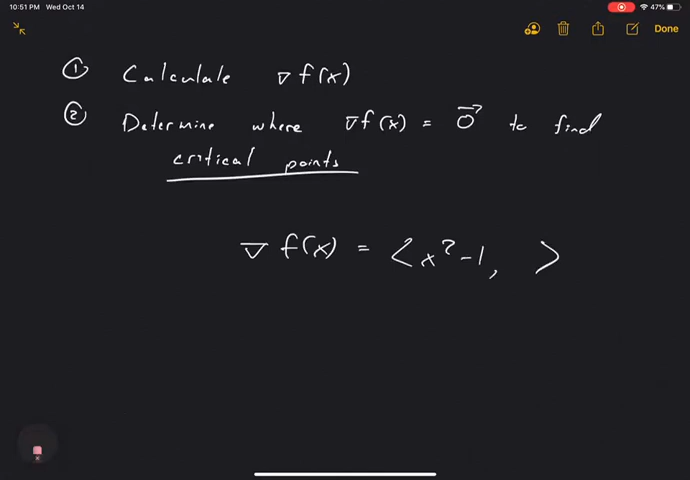 10:51 PM Wed Oct 14 47%
Done
① Calculate ∇f(x)
② Determine where ∇f(x) = 0⃗ to find
critical points
∇ f(x) = < x² - 1, >